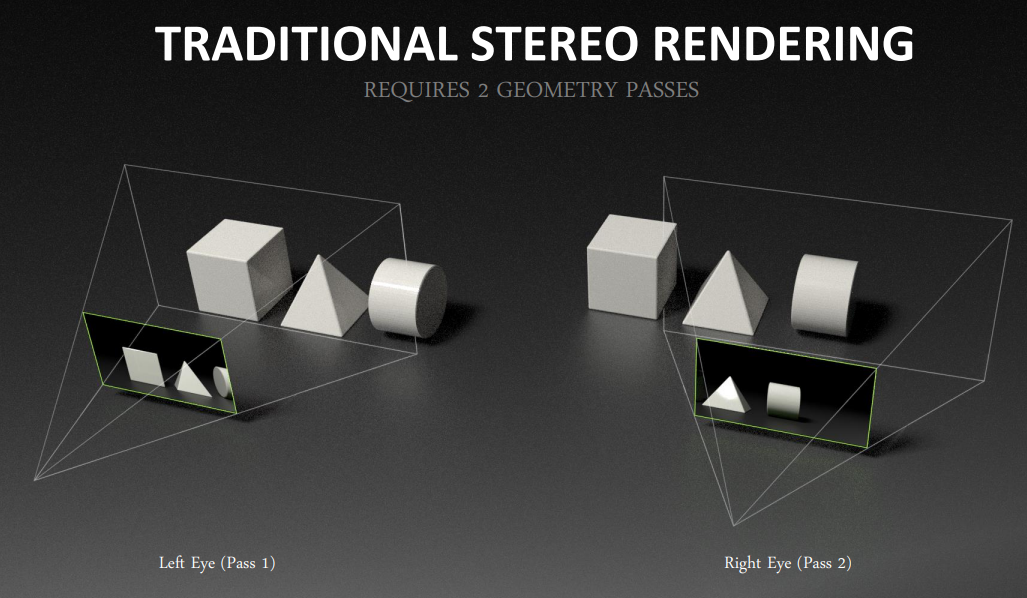 TRADITIONAL STEREO RENDERING
REQUIRES 2 GEOMETRY PASSES
Left Eye (Pass 1)
Right Eye (Pass 2)